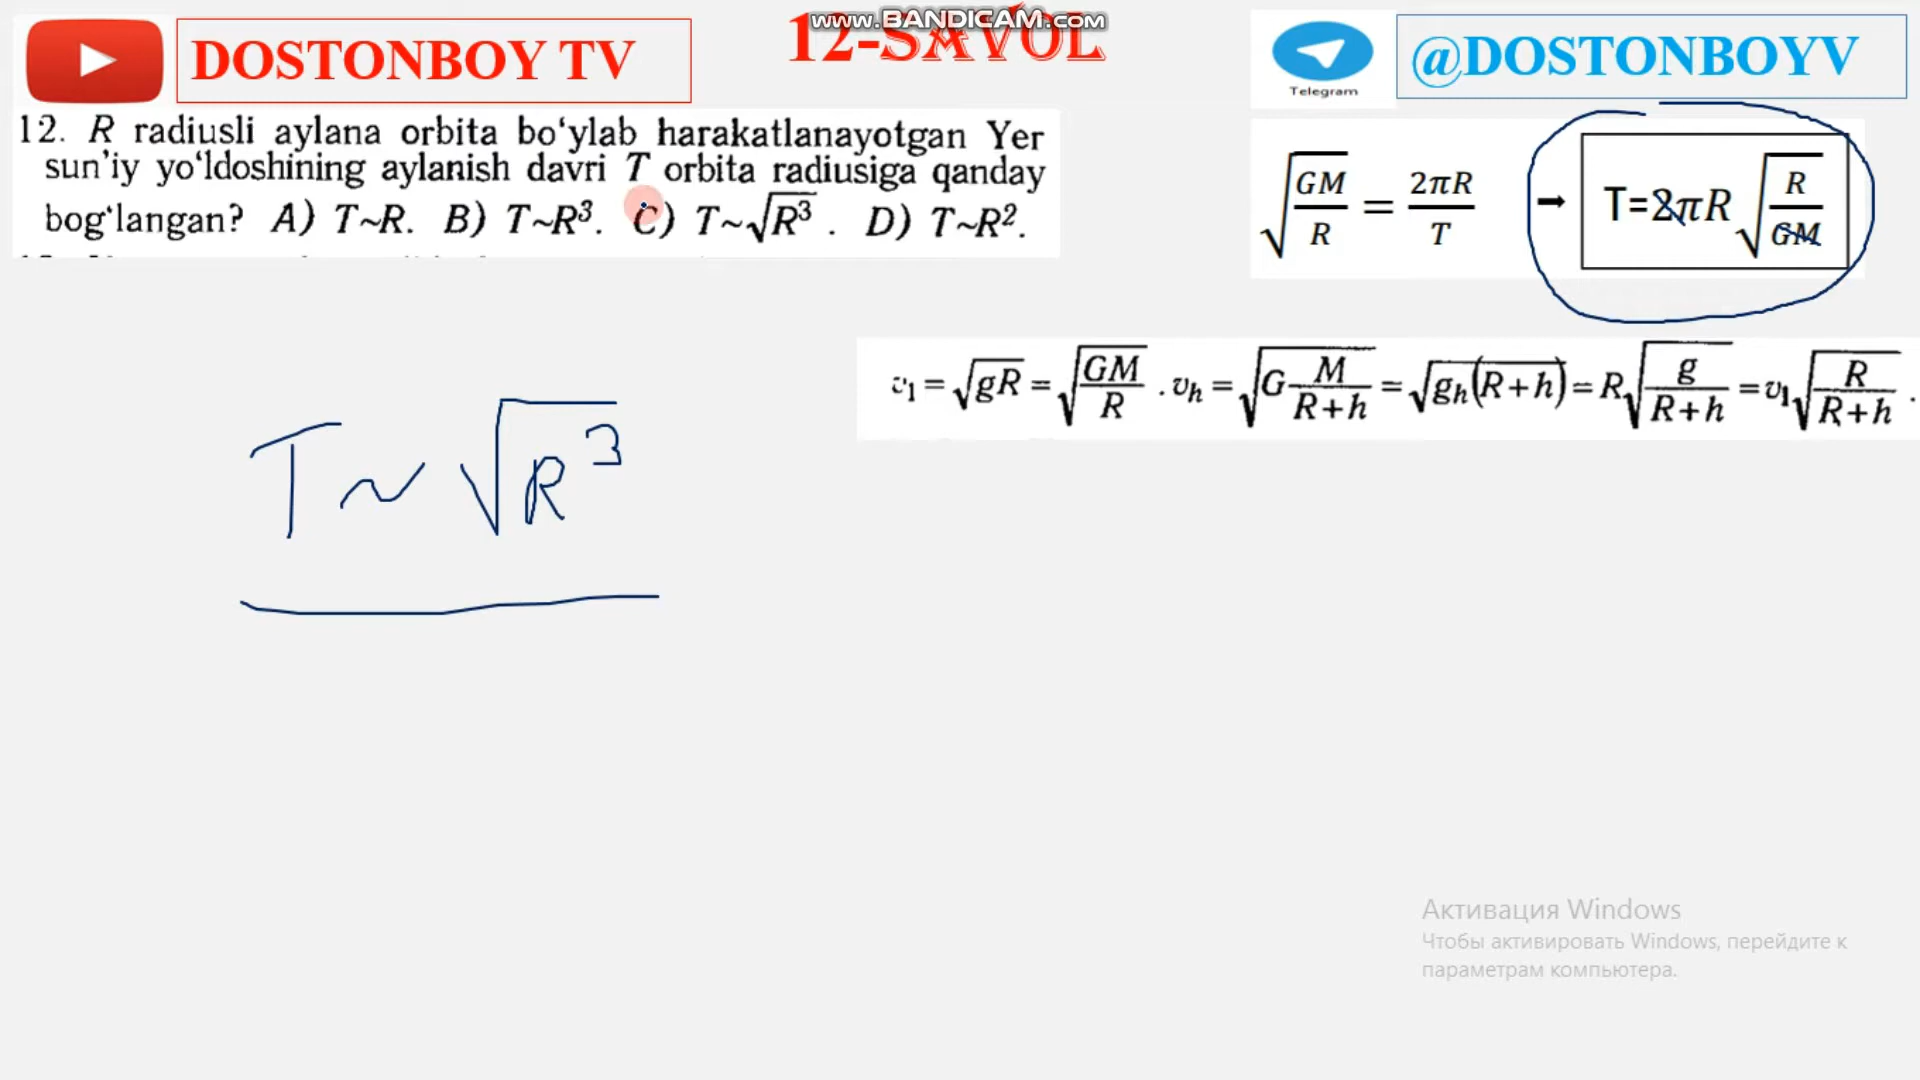 www.BANDICAM.com
DOSTONBOY TV
12-SAVOL
Telegram
@DOSTONBOYV
12. R radiusli aylana orbita bo‘ylab harakatlanayotgan Yer
sun’iy yo‘ldoshining aylanish davri T orbita radiusiga qanday
bog‘langan? A) T~R. B) T~R³. C) T~√R³. D) T~R².
√(GM/R) = 2πR/T → T=2πR√(R/GM)
υ₁ = √gR = √(GM/R). υₕ = √(G M/(R+h)) = √(gₕ(R+h)) = R√(g/(R+h)) = υ₁√(R/(R+h)).
T ~ √R³
Активация Windows
Чтобы активировать Windows, перейдите к
параметрам компьютера.